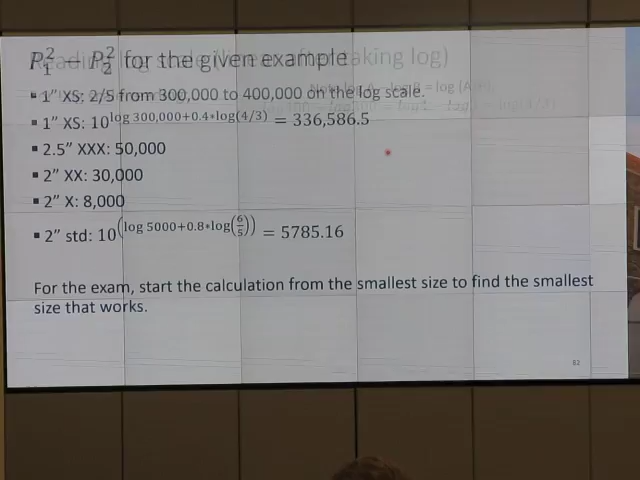 P₁² − P₂² for the given example
▪ 1” XS: 2/5 from 300,000 to 400,000 on the log scale.
▪ 1” XS: 10^(log 300,000+0.4*log(4/3)) = 336,586.5
▪ 2.5” XXX: 50,000
▪ 2” XX: 30,000
▪ 2” X: 8,000
▪ 2” std: 10^(log 5000+0.8*log(6/5)) = 5785.16
For the exam, start the calculation from the smallest size to find the smallest
size that works.
82